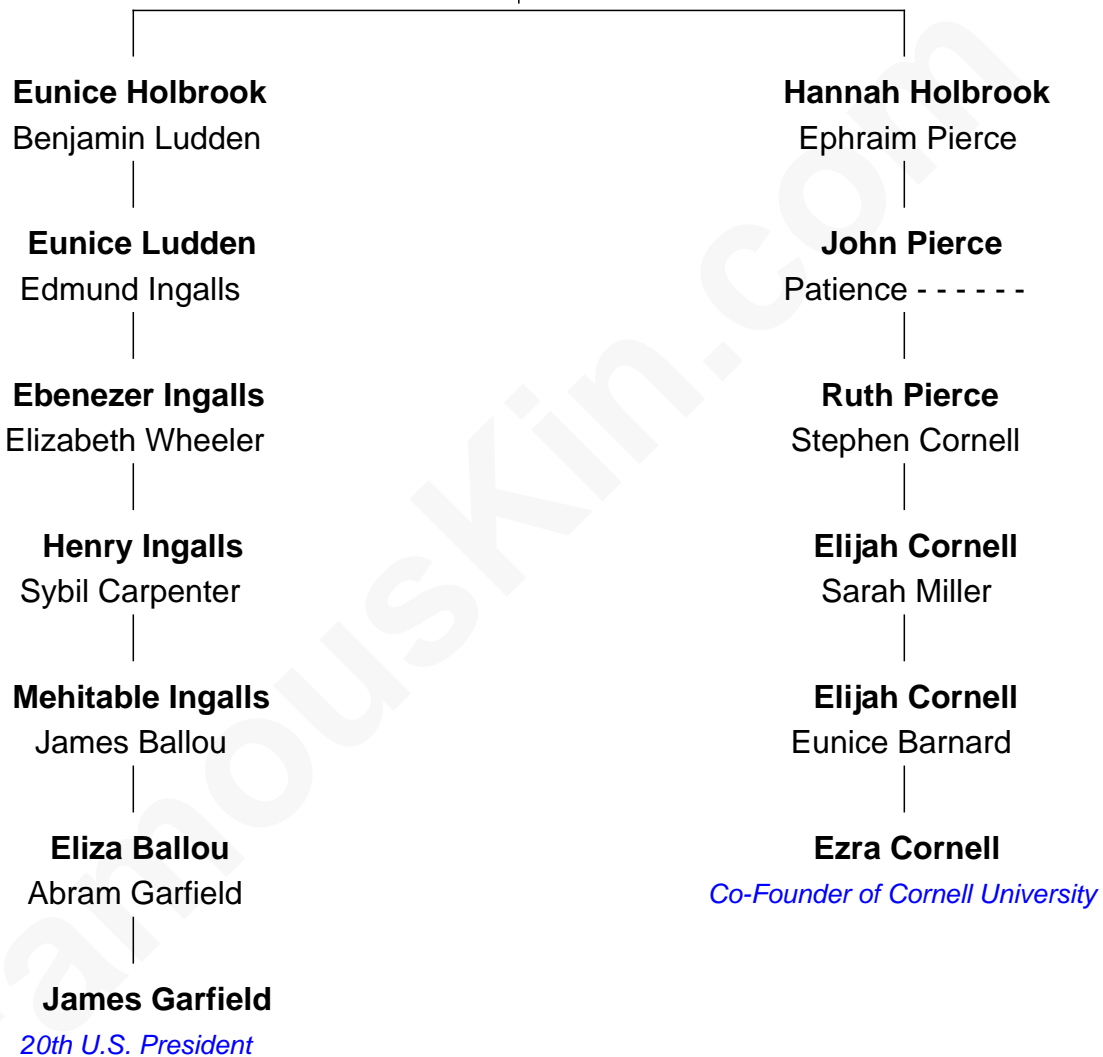 Eunice Holbrook
Benjamin Ludden
Hannah Holbrook
Ephraim Pierce
Eunice Ludden
Edmund Ingalls
John Pierce
Patience - - - - - -
Ebenezer Ingalls
Elizabeth Wheeler
Ruth Pierce
Stephen Cornell
Henry Ingalls
Sybil Carpenter
Elijah Cornell
Sarah Miller
Mehitable Ingalls
James Ballou
Elijah Cornell
Eunice Barnard
Eliza Ballou
Abram Garfield
Ezra Cornell
Co-Founder of Cornell University
James Garfield
20th U.S. President
amouskin.com